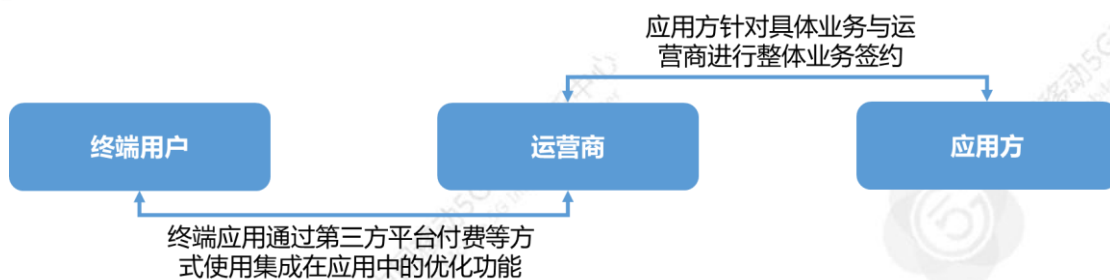 应用方针对具体业务与运
营商进行整体业务签约
终端用户
运营商
应用方
终端应用通过第三方平台付费等方
式使用集成在应用中的优化功能